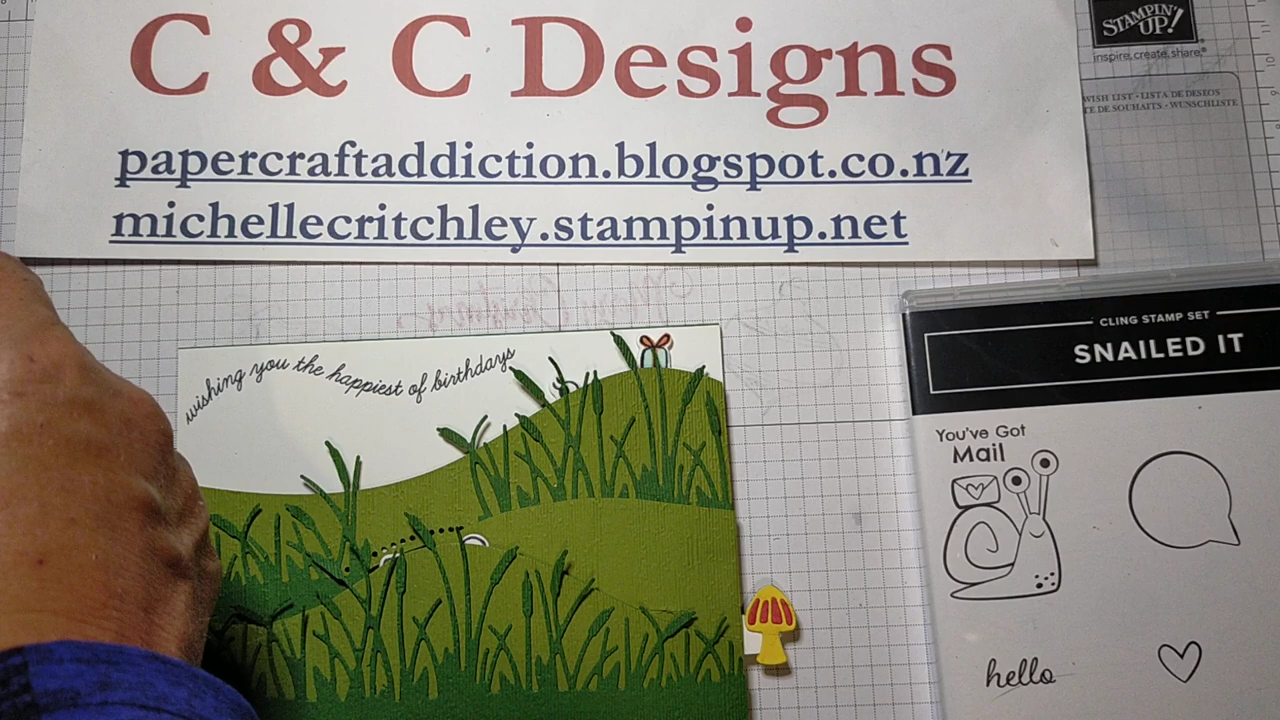 C & C Designs
papercraftaddiction.blogspot.co.nz
michellecritchley.stampinup.net
STAMPIN' UP!
inspire.create.share.®
WISH LIST • LISTA DE DESEOS
TE DE SOUHAITS • WUNSCHLISTE
wishing you the happiest of birthdays
CLING STAMP SET
SNAILED IT
You've Got
Mail
hello